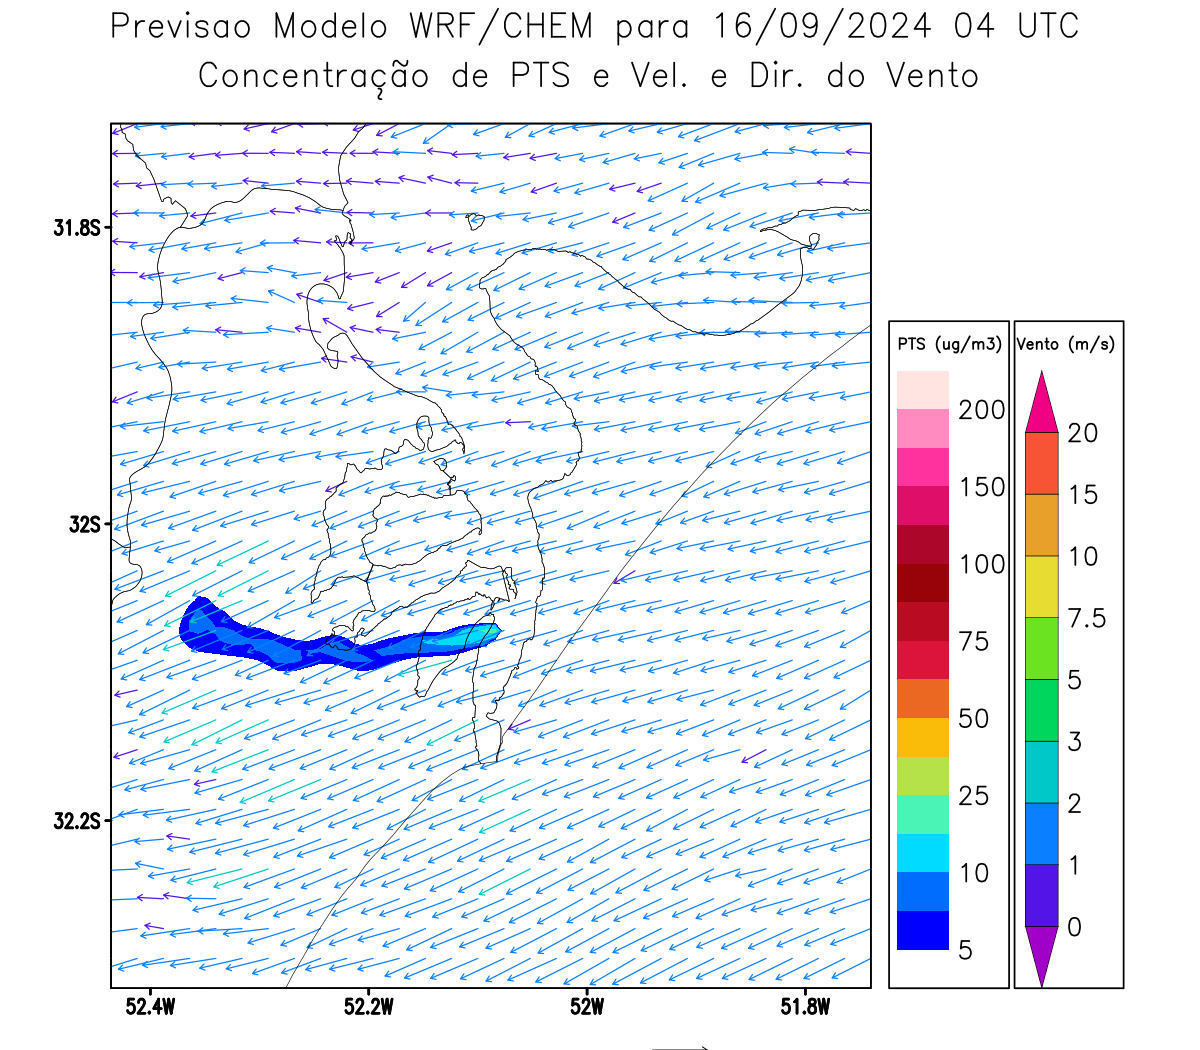 Previsao Modelo WRF/CHEM para 16/09/2024 04 UTC
Concentração de PTS e Vel. e Dir. do Vento
31.8S
32S
32.2S
52.4W
52.2W
52W
51.8W
PTS (ug/m3)
200
150
100
75
50
25
10
5
Vento (m/s)
20
15
10
7.5
5
3
2
1
0